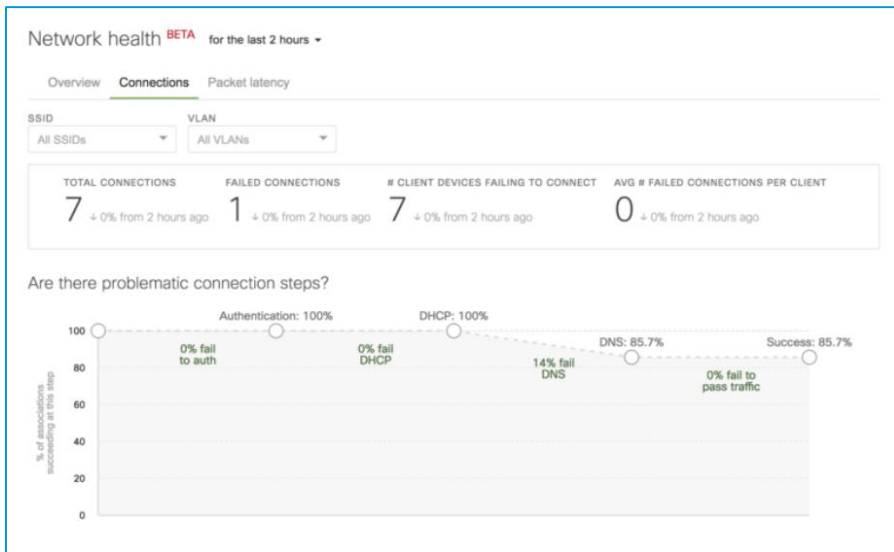 Network health BETA for the last 2 hours
Overview Connections Packet latency
SSID VLAN
All SSIDs All VLANs
TOTAL CONNECTIONS FAILED CONNECTIONS # CLIENT DEVICES FAILING TO CONNECT AVG # FAILED CONNECTIONS PER CLIENT
7 ↓ 0% from 2 hours ago 1 ↓ 0% from 2 hours ago 7 ↓ 0% from 2 hours ago 0 ↓ 0% from 2 hours ago
Are there problematic connection steps?
Authentication: 100% DHCP: 100%
DNS: 85.7% Success: 85.7%
100
0% fail
to auth
0% fail
DHCP
14% fail
DNS
0% fail to
pass traffic
80
60
40
20
0
% of associations
succeeding at this step